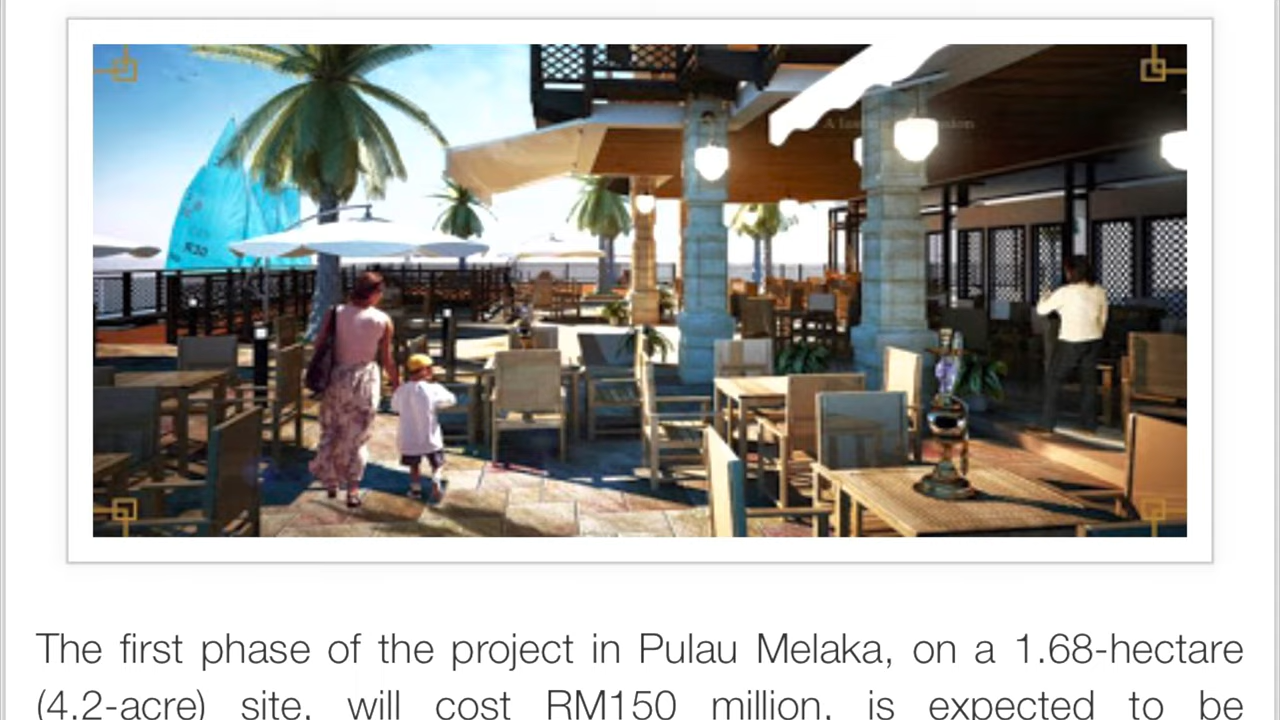 The first phase of the project in Pulau Melaka, on a 1.68-hectare
(4.2-acre) site, will cost RM150 million, is expected to be